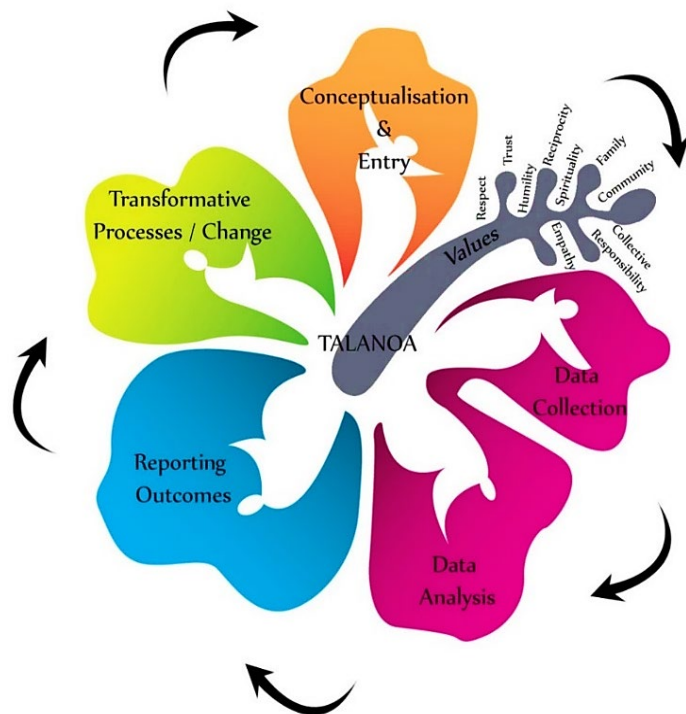 Conceptualisation
&
Entry
Respect
Trust
Humility
Reciprocity
Spirituality
Family
Community
Collective
Responsibility
Empathy
Values
Transformative
Processes / Change
TALANOA
Data
Collection
Reporting
Outcomes
Data
Analysis